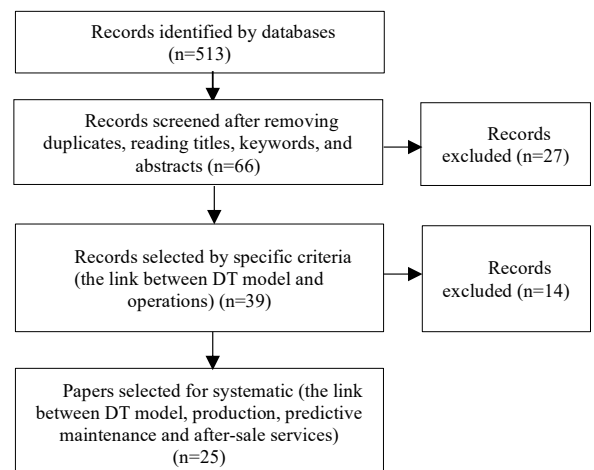 Records identified by databases
(n=513)
Records screened after removing
duplicates, reading titles, keywords, and
abstracts (n=66)
Records
excluded (n=27)
Records selected by specific criteria
(the link between DT model and
operations) (n=39)
Records
excluded (n=14)
Papers selected for systematic (the link
between DT model, production, predictive
maintenance and after-sale services)
(n=25)